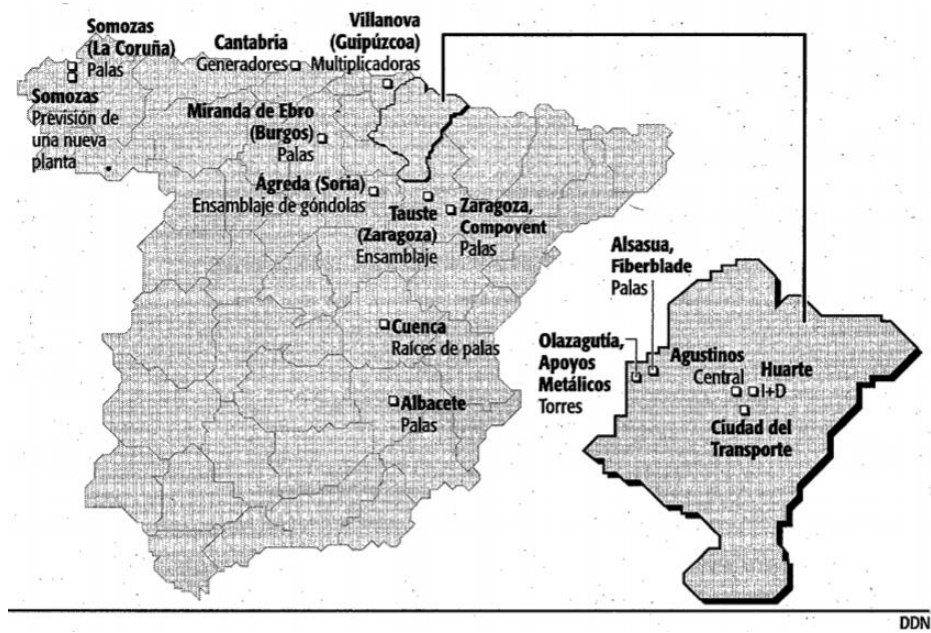 Somozas
(La Coruña)
Palas
Somozas
Previsión de
una nueva
planta
Cantabria
Generadores
Villanova
(Guipúzcoa)
Multiplicadoras
Miranda de Ebro
(Burgos)
Palas
Ágreda (Soria)
Ensamblaje de góndolas
Tauste
(Zaragoza)
Ensamblaje
Zaragoza,
Compovent
Palas
Cuenca
Raíces de palas
Albacete
Palas
Alsasua,
Fiberblade
Palas
Olazagutía,
Apoyos
Metálicos
Torres
Agustinos
Central
Huarte
I+D
Ciudad del
Transporte
DDN